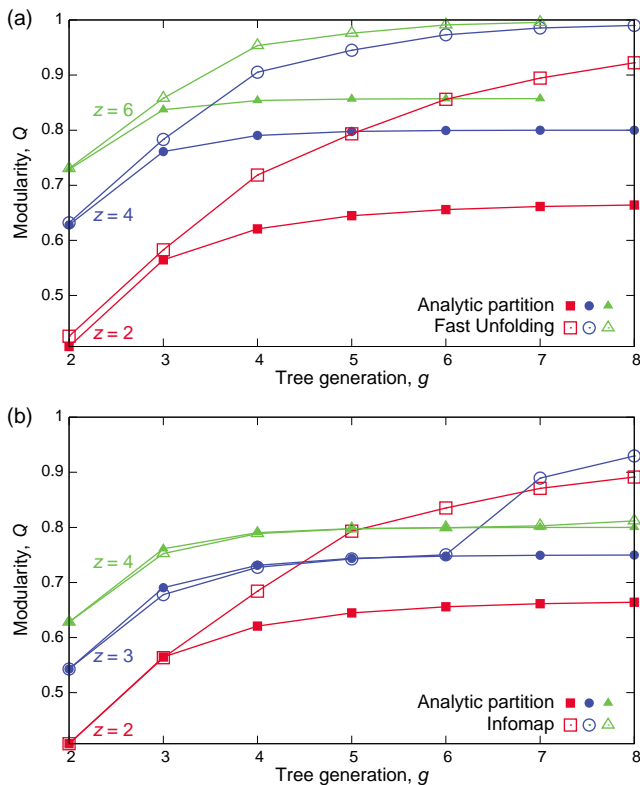 (a)
1
0.9
0.8
0.7
0.6
0.5
Modularity, Q
z = 6
z = 4
z = 2
Analytic partition
Fast Unfolding
2 3 4 5 6 7 8
Tree generation, g
(b)
1
0.9
0.8
0.7
0.6
0.5
Modularity, Q
z = 4
z = 3
z = 2
Analytic partition
Infomap
2 3 4 5 6 7 8
Tree generation, g